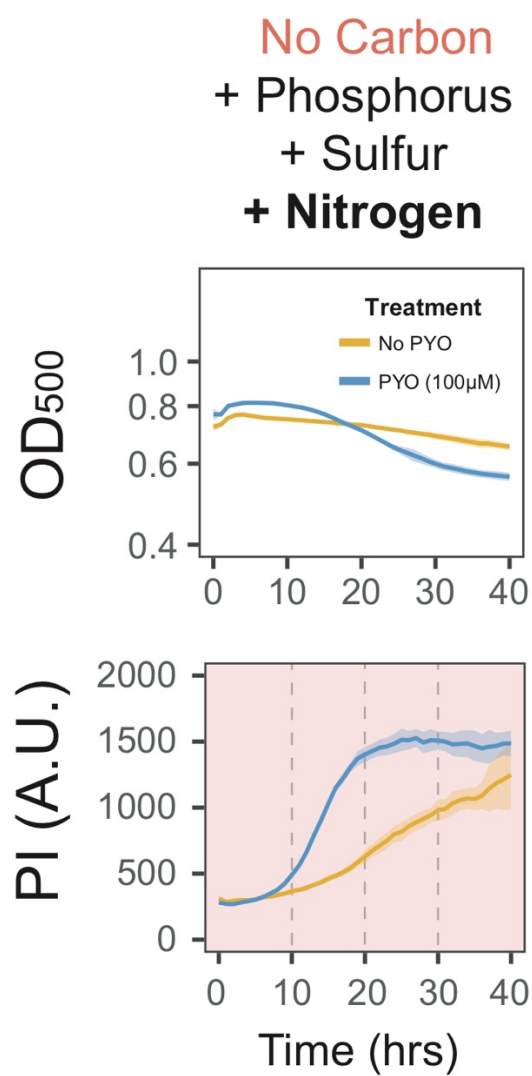 No Carbon
+ Phosphorus
+ Sulfur
+ Nitrogen
OD500
1.0
0.8
0.6
0.4
Treatment
No PYO
PYO (100µM)
0 10 20 30 40
PI (A.U.)
2000
1500
1000
500
0
0 10 20 30 40
Time (hrs)